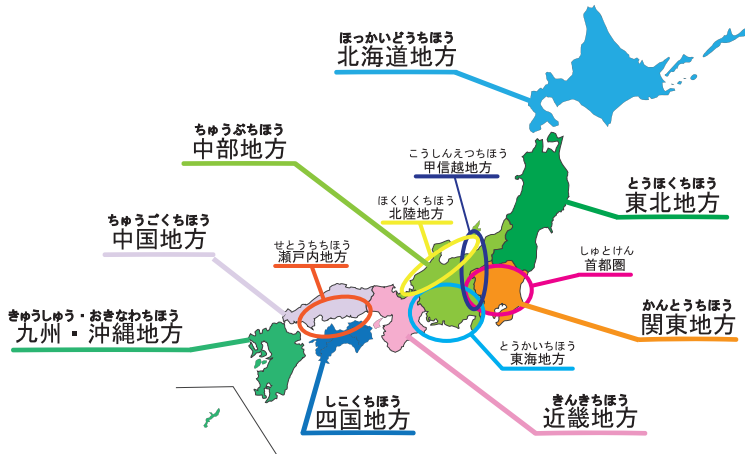 ほっかいどうちほう
北海道地方
ちゅうぶちほう
中部地方
こうしんえつちほう
甲信越地方
とうほくちほう
東北地方
ほくりくちほう
北陸地方
ちゅうごくちほう
中国地方
せとうちちほう
瀬戸内地方
しゅとけん
首都圏
きゅうしゅう・おきなわちほう
九州・沖縄地方
かんとうちほう
関東地方
とうかいちほう
東海地方
しこくちほう
四国地方
きんきちほう
近畿地方